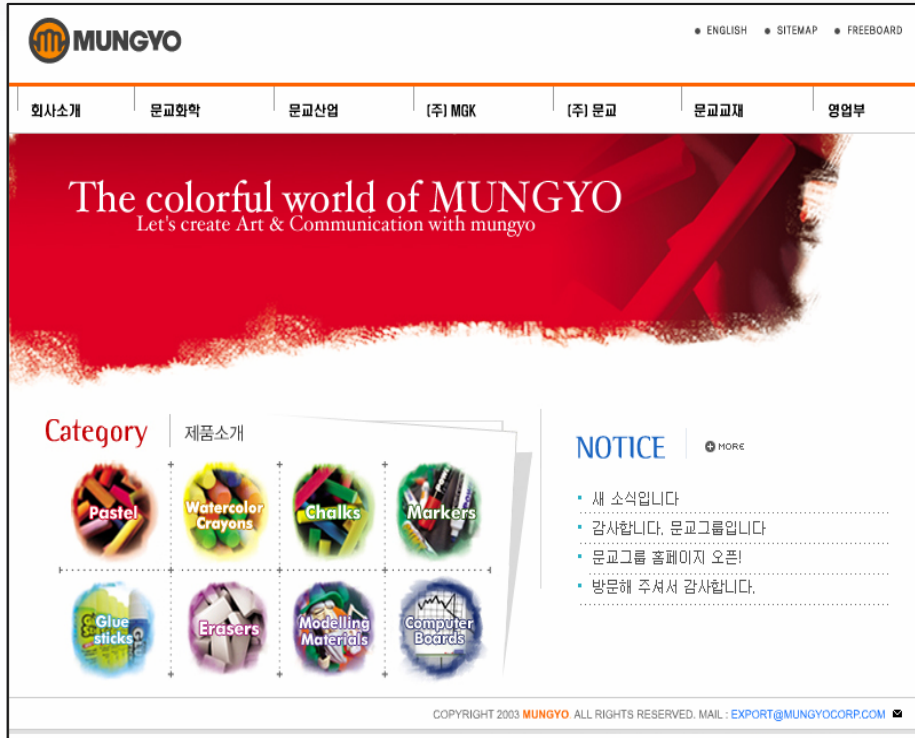 MUNGYO
ENGLISH SITEMAP FREEBOARD
회사소개 문교화학 문교산업 (주) MGK (주) 문교 문교교재 영업부
The colorful world of MUNGYO
Let's create Art & Communication with mungyo
Category 제품소개
Pastel
Watercolor
Crayons
Chalks
Markers
Glue
sticks
Erasers
Modelling
Materials
Computer
Boards
NOTICE MORE
새 소식입니다
감사합니다. 문교그룹입니다
문교그룹 홈페이지 오픈!
방문해 주셔서 감사합니다.
COPYRIGHT 2003 MUNGYO. ALL RIGHTS RESERVED. MAIL : EXPORT@MUNGYOCORP.COM